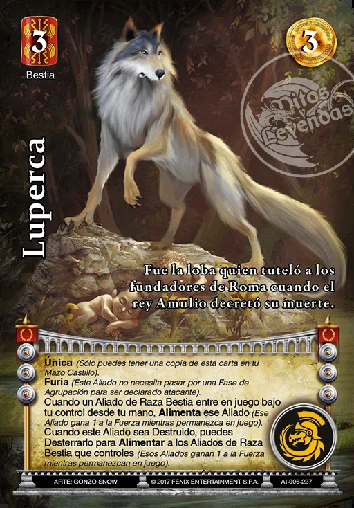 3
3
Bestia
Mitos y
Leyendas
Luperca
Fue la loba quien tuteló a los
fundadores de Roma cuando el
rey Amulio decretó su muerte.
Única (Sólo puedes tener una copia de esta carta en tu
Mazo Castillo).
Furia (Este Aliado no necesita pasar por una Fase de
Agrupación para ser declarado atacante).
Cuando un Aliado de Raza Bestia entre en juego bajo
tu control desde tu mano, Alimenta ese Aliado (Ese
Aliado gana 1 a la Fuerza mientras permanezca en juego).
Cuando este Aliado sea Destruido, puedes
Desterrarlo para Alimentar a los Aliados de Raza
Bestia que controles (Esos Aliados ganan 1 a la Fuerza
mientras permanezcan en juego).
ARTE: GONZO SNOW
© 2017 FENIX ENTERTAINMENT S.P.A.
AI-006-227